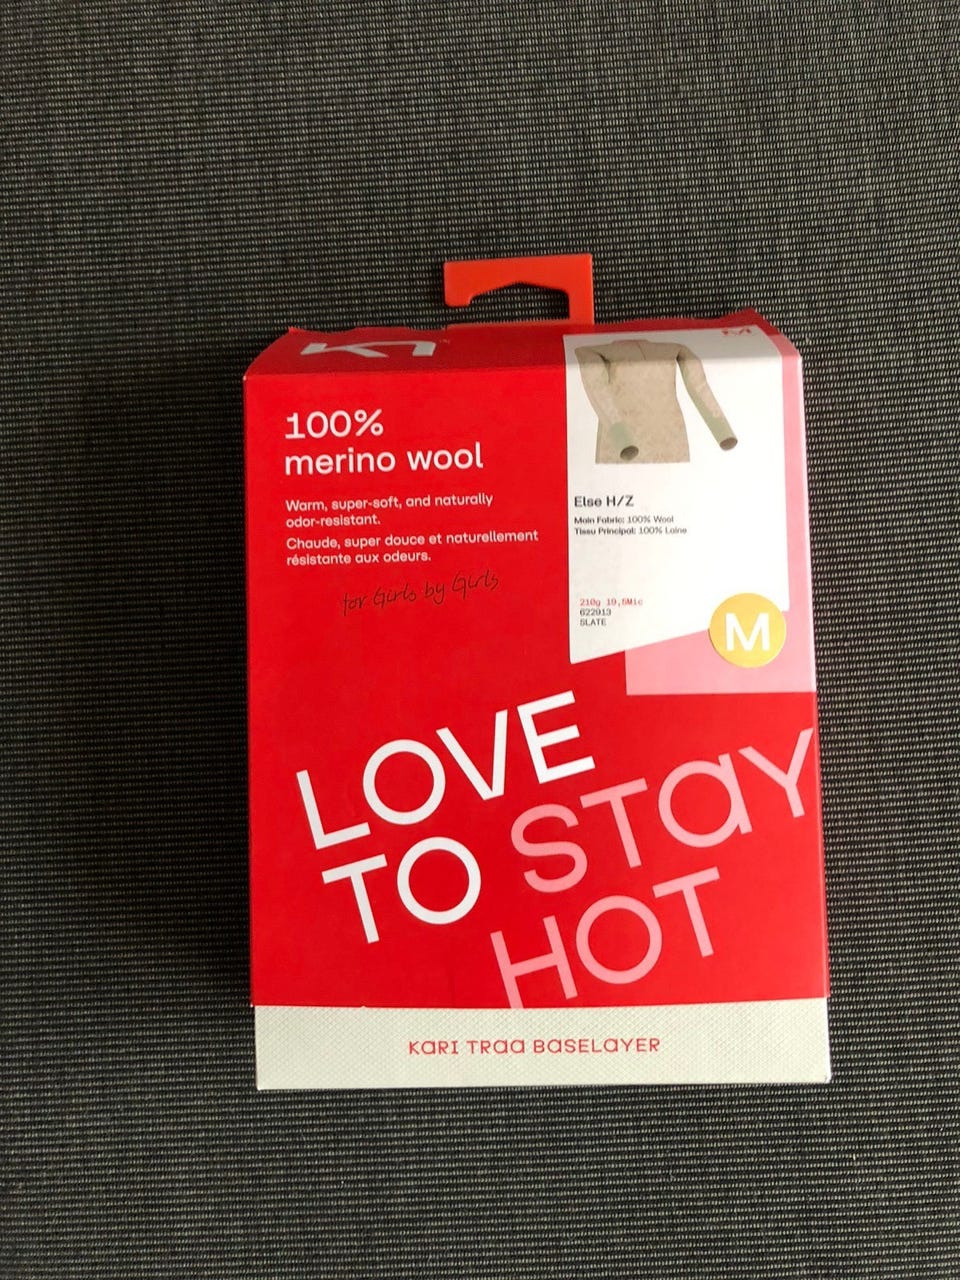 100%
merino wool
Warm, super-soft, and naturally
odor-resistant.
Chaude, super douce et naturellement
résistante aux odeurs.
for Girls by Girls
M
Else H/Z
Main Fabric: 100% Wool
Tissu Principal: 100% Laine
210g 19,5Mic
622913
SLATE
M
LOVE
TO STAY
HOT
KARI TRAA BASELAYER